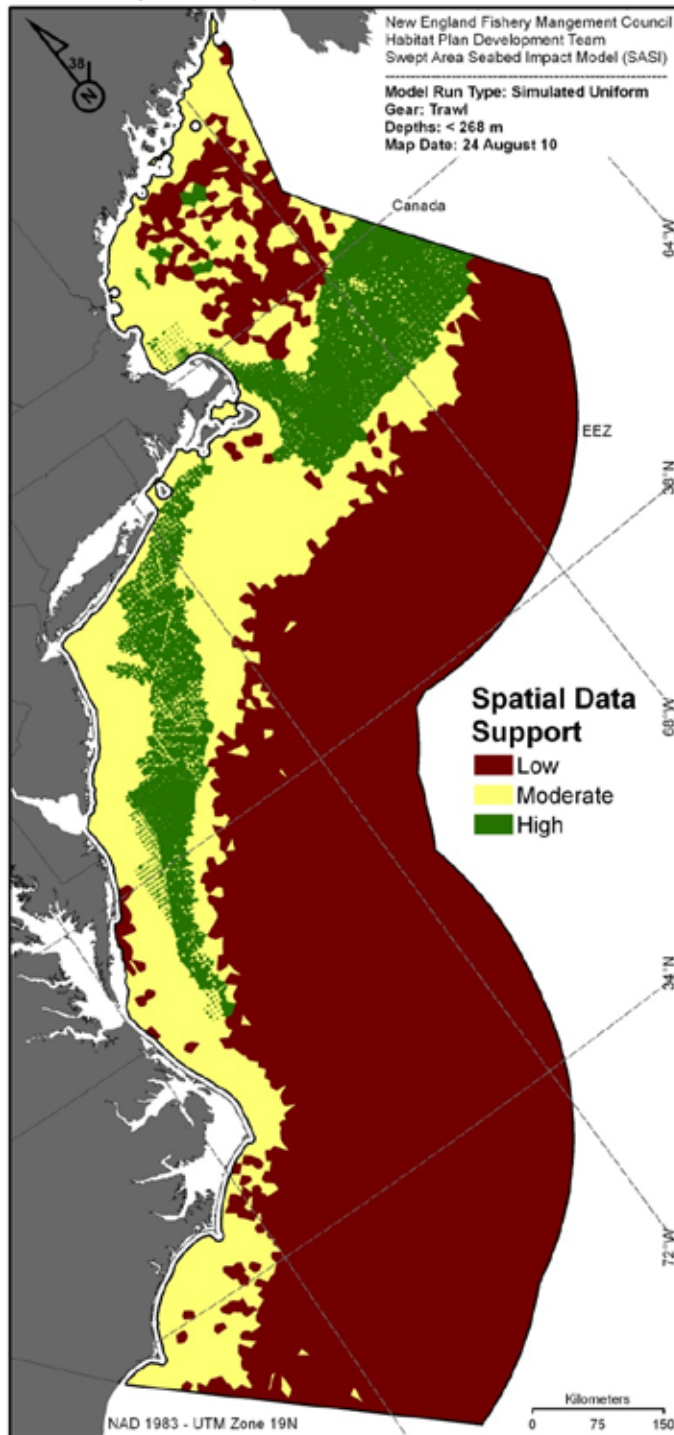 New England Fishery Mangement Council
Habitat Plan Development Team
Swept Area Seabed Impact Model (SASI)
Model Run Type: Simulated Uniform
Gear: Trawl
Depths: < 268 m
Map Date: 24 August 10
38
N
Canada
64°W
EEZ
38°N
68°W
Spatial Data
Support
Low
Moderate
High
34°N
72°W
Kilometers
0 75 150
NAD 1983 - UTM Zone 19N